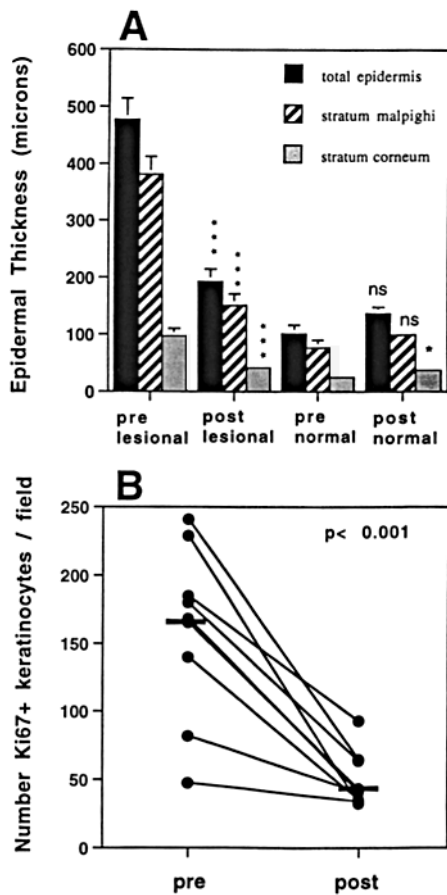 A
Epidermal Thickness (microns)
600
500
400
300
200
100
0
total epidermis
stratum malpighi
stratum corneum
* * *
* * *
* * *
ns
ns
*
pre lesional
post lesional
pre normal
post normal
B
Number Ki67+ keratinocytes / field
250
200
150
100
50
0
p< 0.001
pre
post